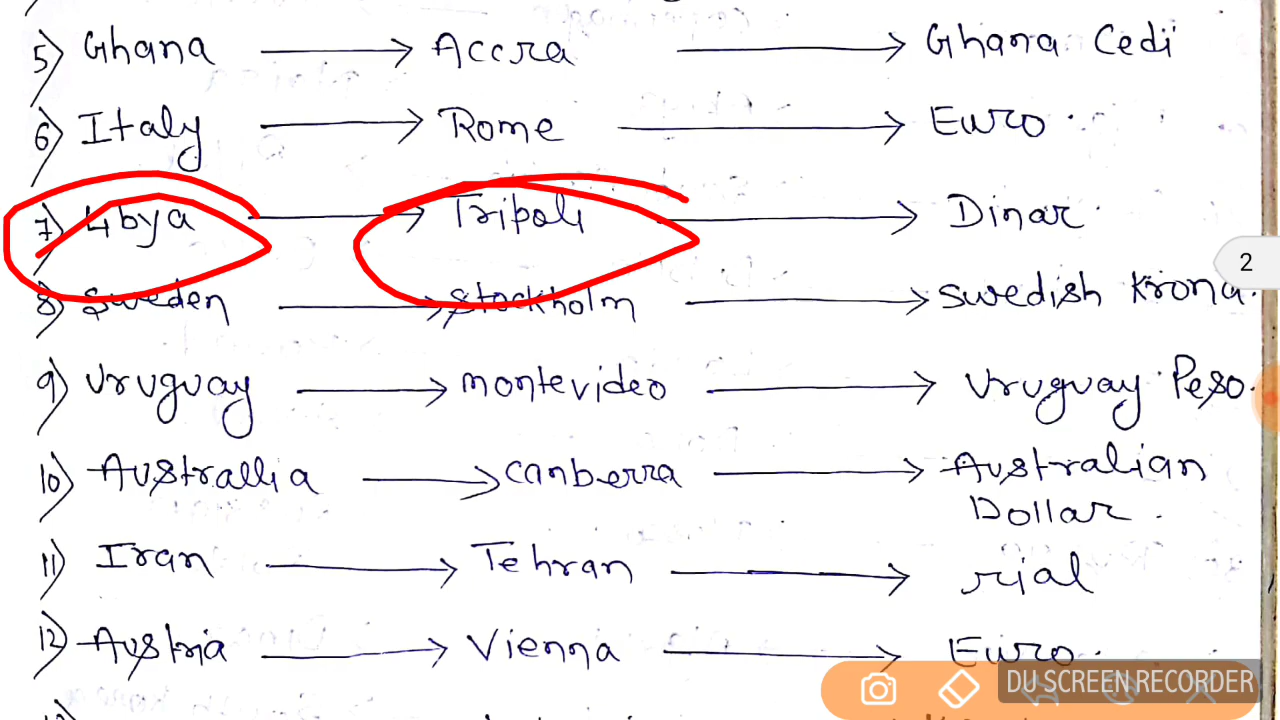 5) Ghana → Accra → Ghana Cedi
6) Italy → Rome → Euro.
7) Libya → Tripoli → Dinar.
2
8) Sweden → Stockholm → Swedish Krona.
9) Uruguay → montevideo → Uruguay Peso.
10) Australlia → canberra → Australian
Dollar.
11) Iran → Tehran → rial
12) Austria → Vienna → Euro.
DU SCREEN RECORDER